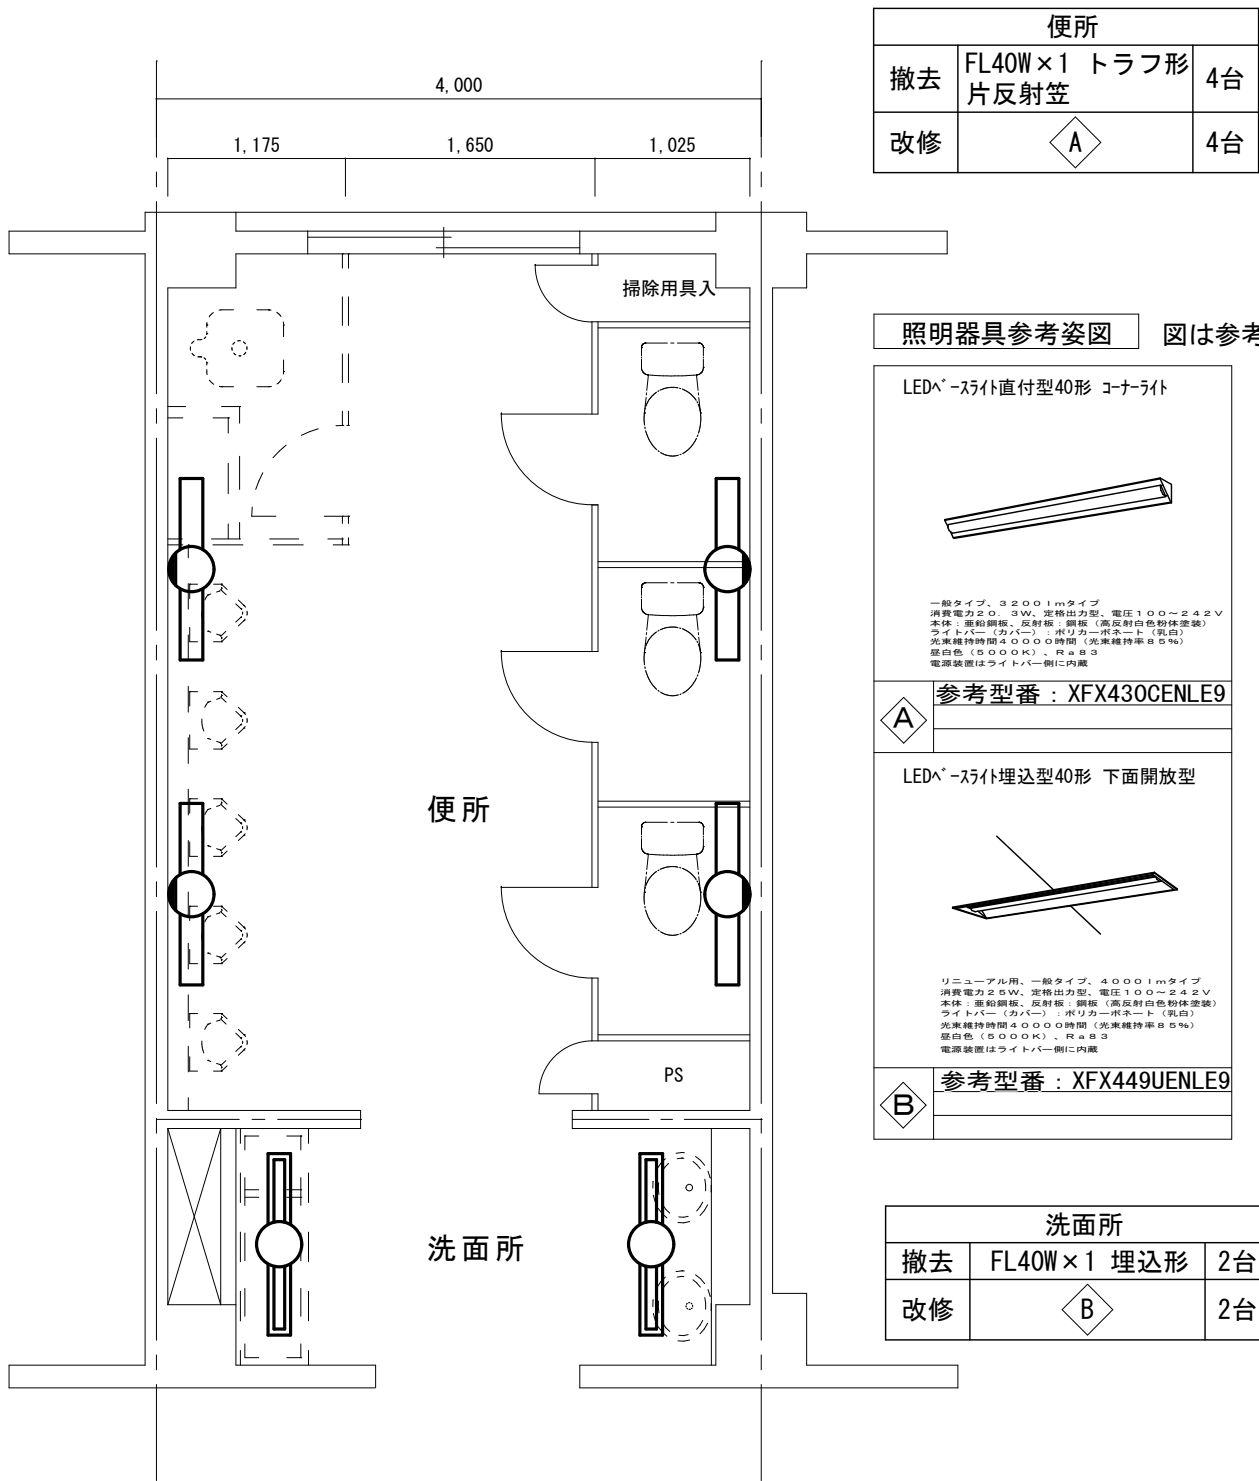 便所
撤去 FL40W×1 トラフ形 片反射笠 4台
改修 A 4台
4,000
1,175 1,650 1,025
掃除用具入
照明器具参考姿図 図は参考
LEDベースライト直付型40形 コーナーライト
一般タイプ、3200lmタイプ
消費電力20.3W、定格出力型、電圧100~242V
本体:亜鉛鋼板、反射板:鋼板(高反射白色粉体塗装)
ライトバー(カバー):ポリカーボネート(乳白)
光束維持時間40000時間(光束維持率85%)
昼白色(5000K)、Ra83
電源装置はライトバー側に内蔵
A 参考型番:XFX430CENLE9
LEDベースライト埋込型40形 下面開放型
リニューアル用、一般タイプ、4000lmタイプ
消費電力25W、定格出力型、電圧100~242V
本体:亜鉛鋼板、反射板:鋼板(高反射白色粉体塗装)
ライトバー(カバー):ポリカーボネート(乳白)
光束維持時間40000時間(光束維持率85%)
昼白色(5000K)、Ra83
電源装置はライトバー側に内蔵
B 参考型番:XFX449UENLE9
便所
PS
洗面所
洗面所
撤去 FL40W×1 埋込形 2台
改修 B 2台